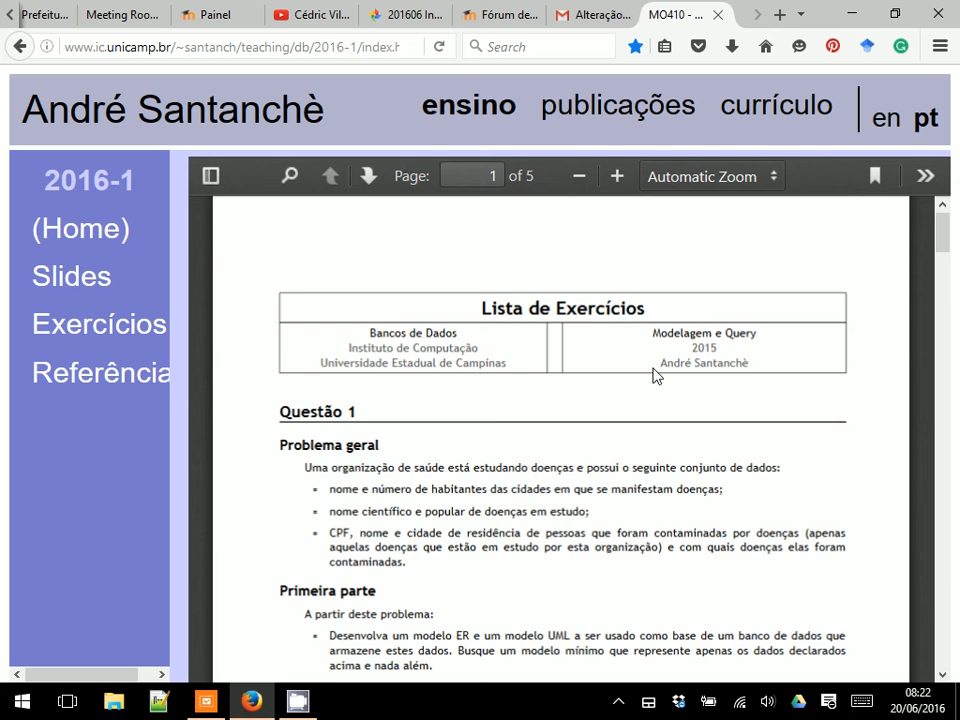 Prefeitu...
Meeting Roo...
Painel
Cédric Vil...
201606 In...
Fórum de...
Alteração...
MO410 - ...
www.ic.unicamp.br/~santanch/teaching/db/2016-1/index.h
Search
André Santanchè
ensino publicações currículo
en pt
2016-1
(Home)
Slides
Exercícios
Referência
Page: 1 of 5
Automatic Zoom
Lista de Exercícios
Bancos de Dados
Instituto de Computação
Universidade Estadual de Campinas
Modelagem e Query
2015
André Santanchè
Questão 1
Problema geral
Uma organização de saúde está estudando doenças e possui o seguinte conjunto de dados:
nome e número de habitantes das cidades em que se manifestam doenças;
nome científico e popular de doenças em estudo;
CPF, nome e cidade de residência de pessoas que foram contaminadas por doenças (apenas
aquelas doenças que estão em estudo por esta organização) e com quais doenças elas foram
contaminadas.
Primeira parte
A partir deste problema:
Desenvolva um modelo ER e um modelo UML a ser usado como base de um banco de dados que
armazene estes dados. Busque um modelo mínimo que represente apenas os dados declarados
acima e nada além.
08:22
20/06/2016